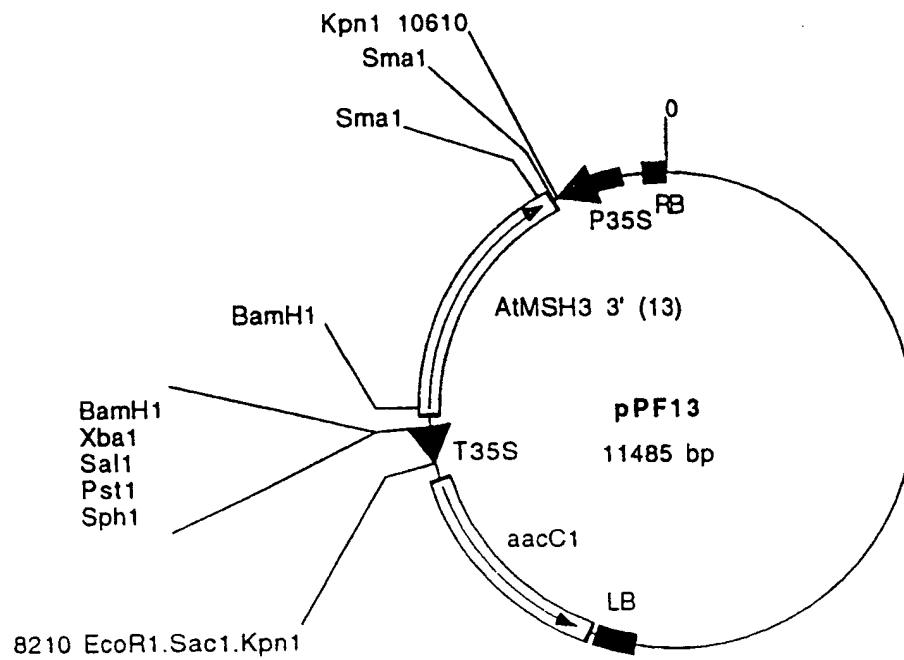 Kpn1 10610
Sma1
Sma1
0
P35S
RB
AtMSH3 3' (13)
BamH1
BamH1
Xba1
Sal1
Pst1
Sph1
pPF13
11485 bp
T35S
aacC1
LB
8210 EcoR1.Sac1.Kpn1